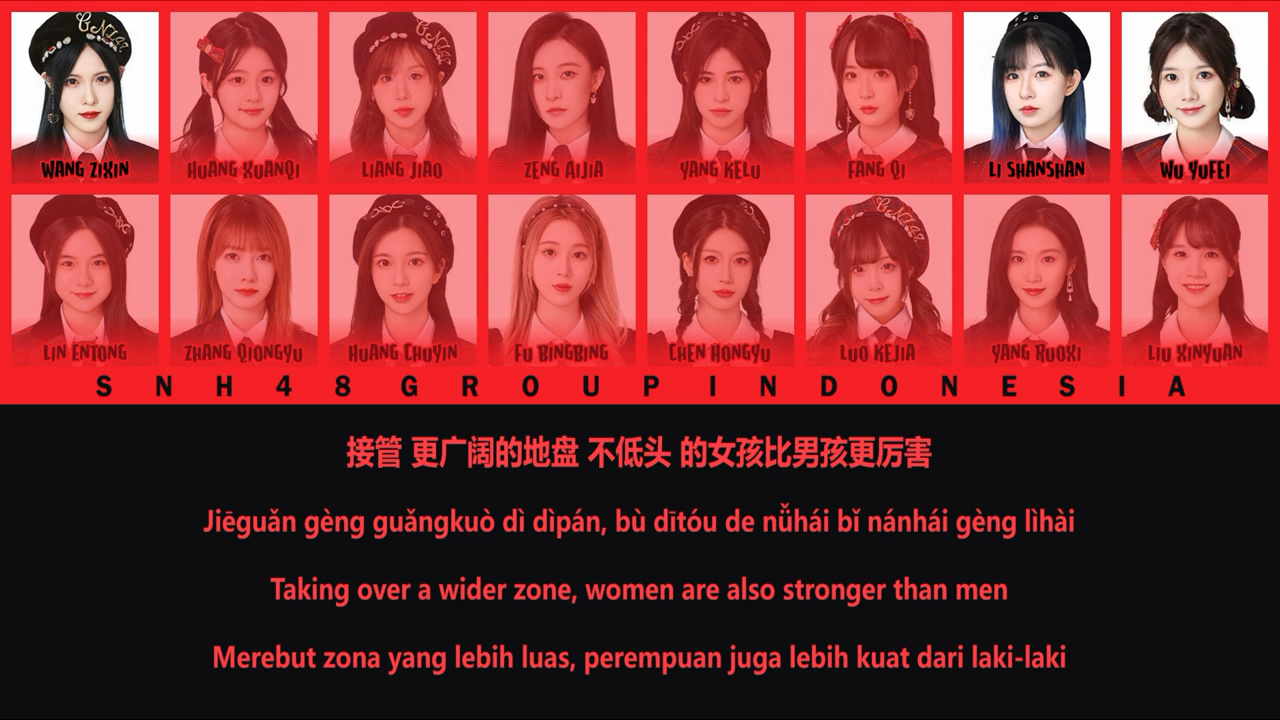 WANG ZIXIN HUANG XUANQI LIANG JIAO ZENG AIJIA YANG KELU FANG QI LI SHANSHAN WU YUFEI
LIN ENTONG ZHANG QIONGYU HUANG CHUYIN FU BINGBING CHEN HONGYU LUO KEJIA YANG RUOXI LIU XINYUAN
S N H 4 8 G R O U P I N D O N E S I A
接管 更广阔的地盘 不低头 的女孩比男孩更厉害
Jiēguǎn gèng guǎngkuò dì dìpán, bù dītóu de nǚhái bǐ nánhái gèng lìhài
Taking over a wider zone, women are also stronger than men
Merebut zona yang lebih luas, perempuan juga lebih kuat dari laki-laki